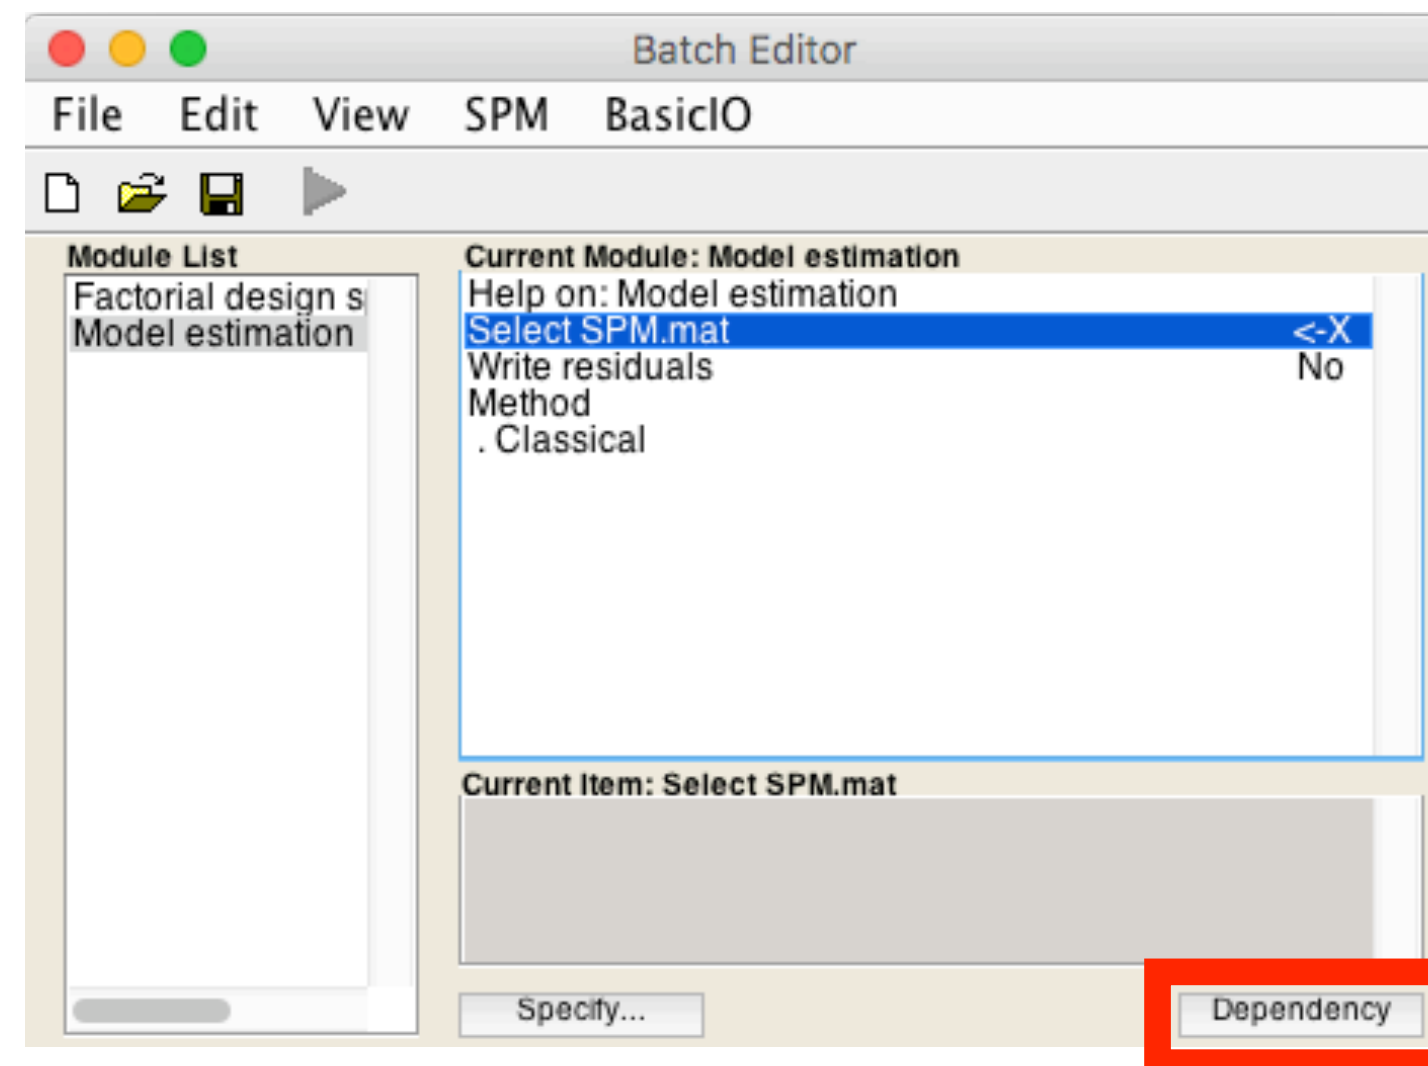 Batch Editor
File Edit View SPM BasicIO
Module List
Factorial design s
Model estimation
Current Module: Model estimation
Help on: Model estimation
Select SPM.mat <-X
Write residuals No
Method
. Classical
Current Item: Select SPM.mat
Specify...
Dependency